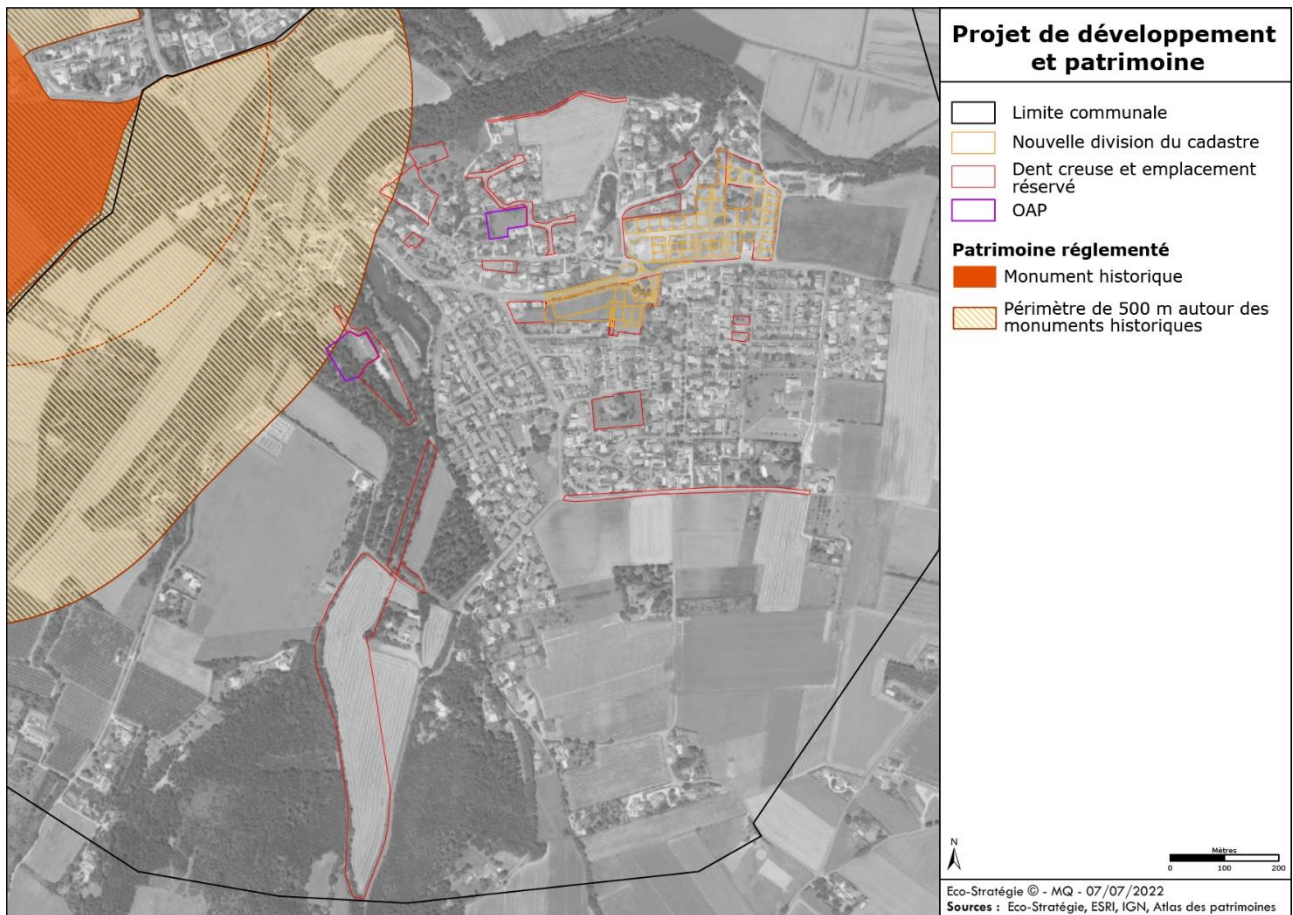 Projet de développement
et patrimoine
Limite communale
Nouvelle division du cadastre
Dent creuse et emplacement
réservé
OAP
Patrimoine réglementé
Monument historique
Périmètre de 500 m autour des
monuments historiques
N
Mètres
0 100 200
Eco-Stratégie © - MQ - 07/07/2022
Sources : Eco-Stratégie, ESRI, IGN, Atlas des patrimoines